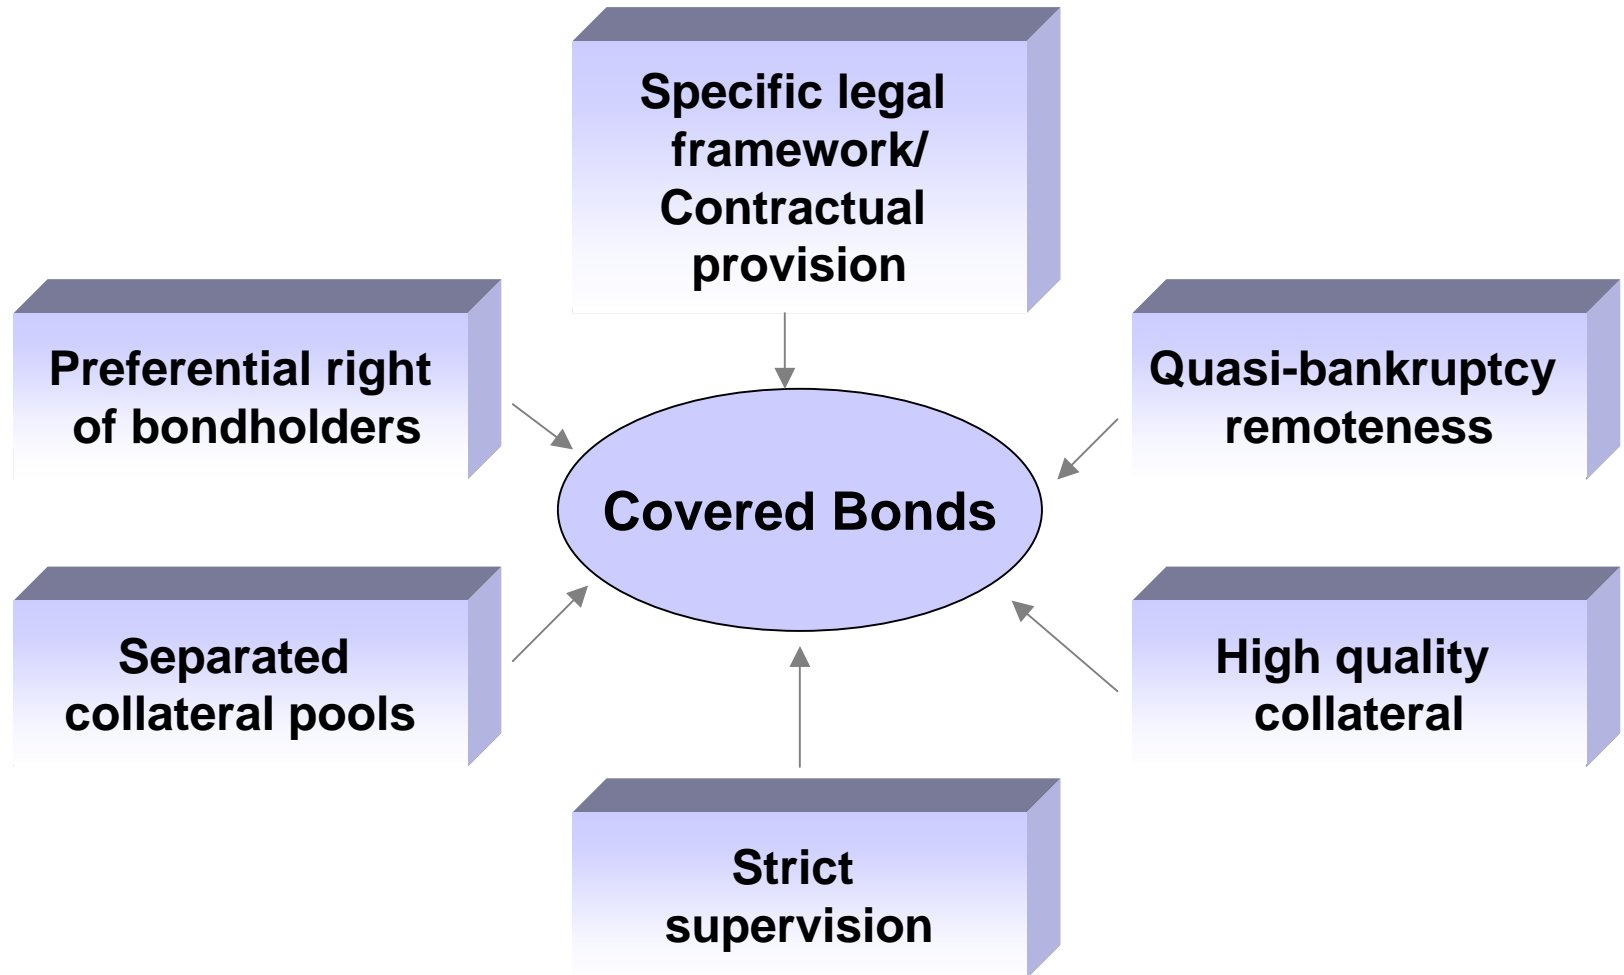 Specific legal
framework/
Contractual
provision
Preferential right
of bondholders
Quasi-bankruptcy
remoteness
Covered Bonds
Separated
collateral pools
High quality
collateral
Strict
supervision